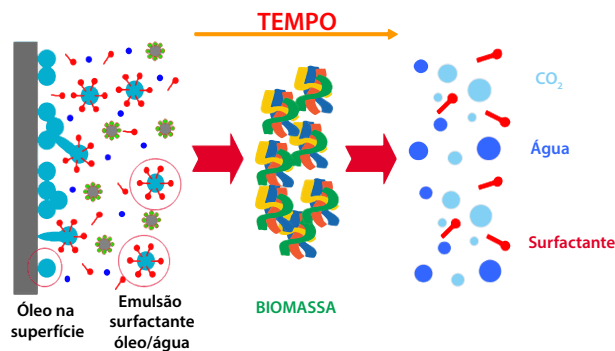 TEMPO
CO₂
Água
Surfactante
Óleo na
superfície
Emulsão
surfactante
óleo/água
BIOMASSA